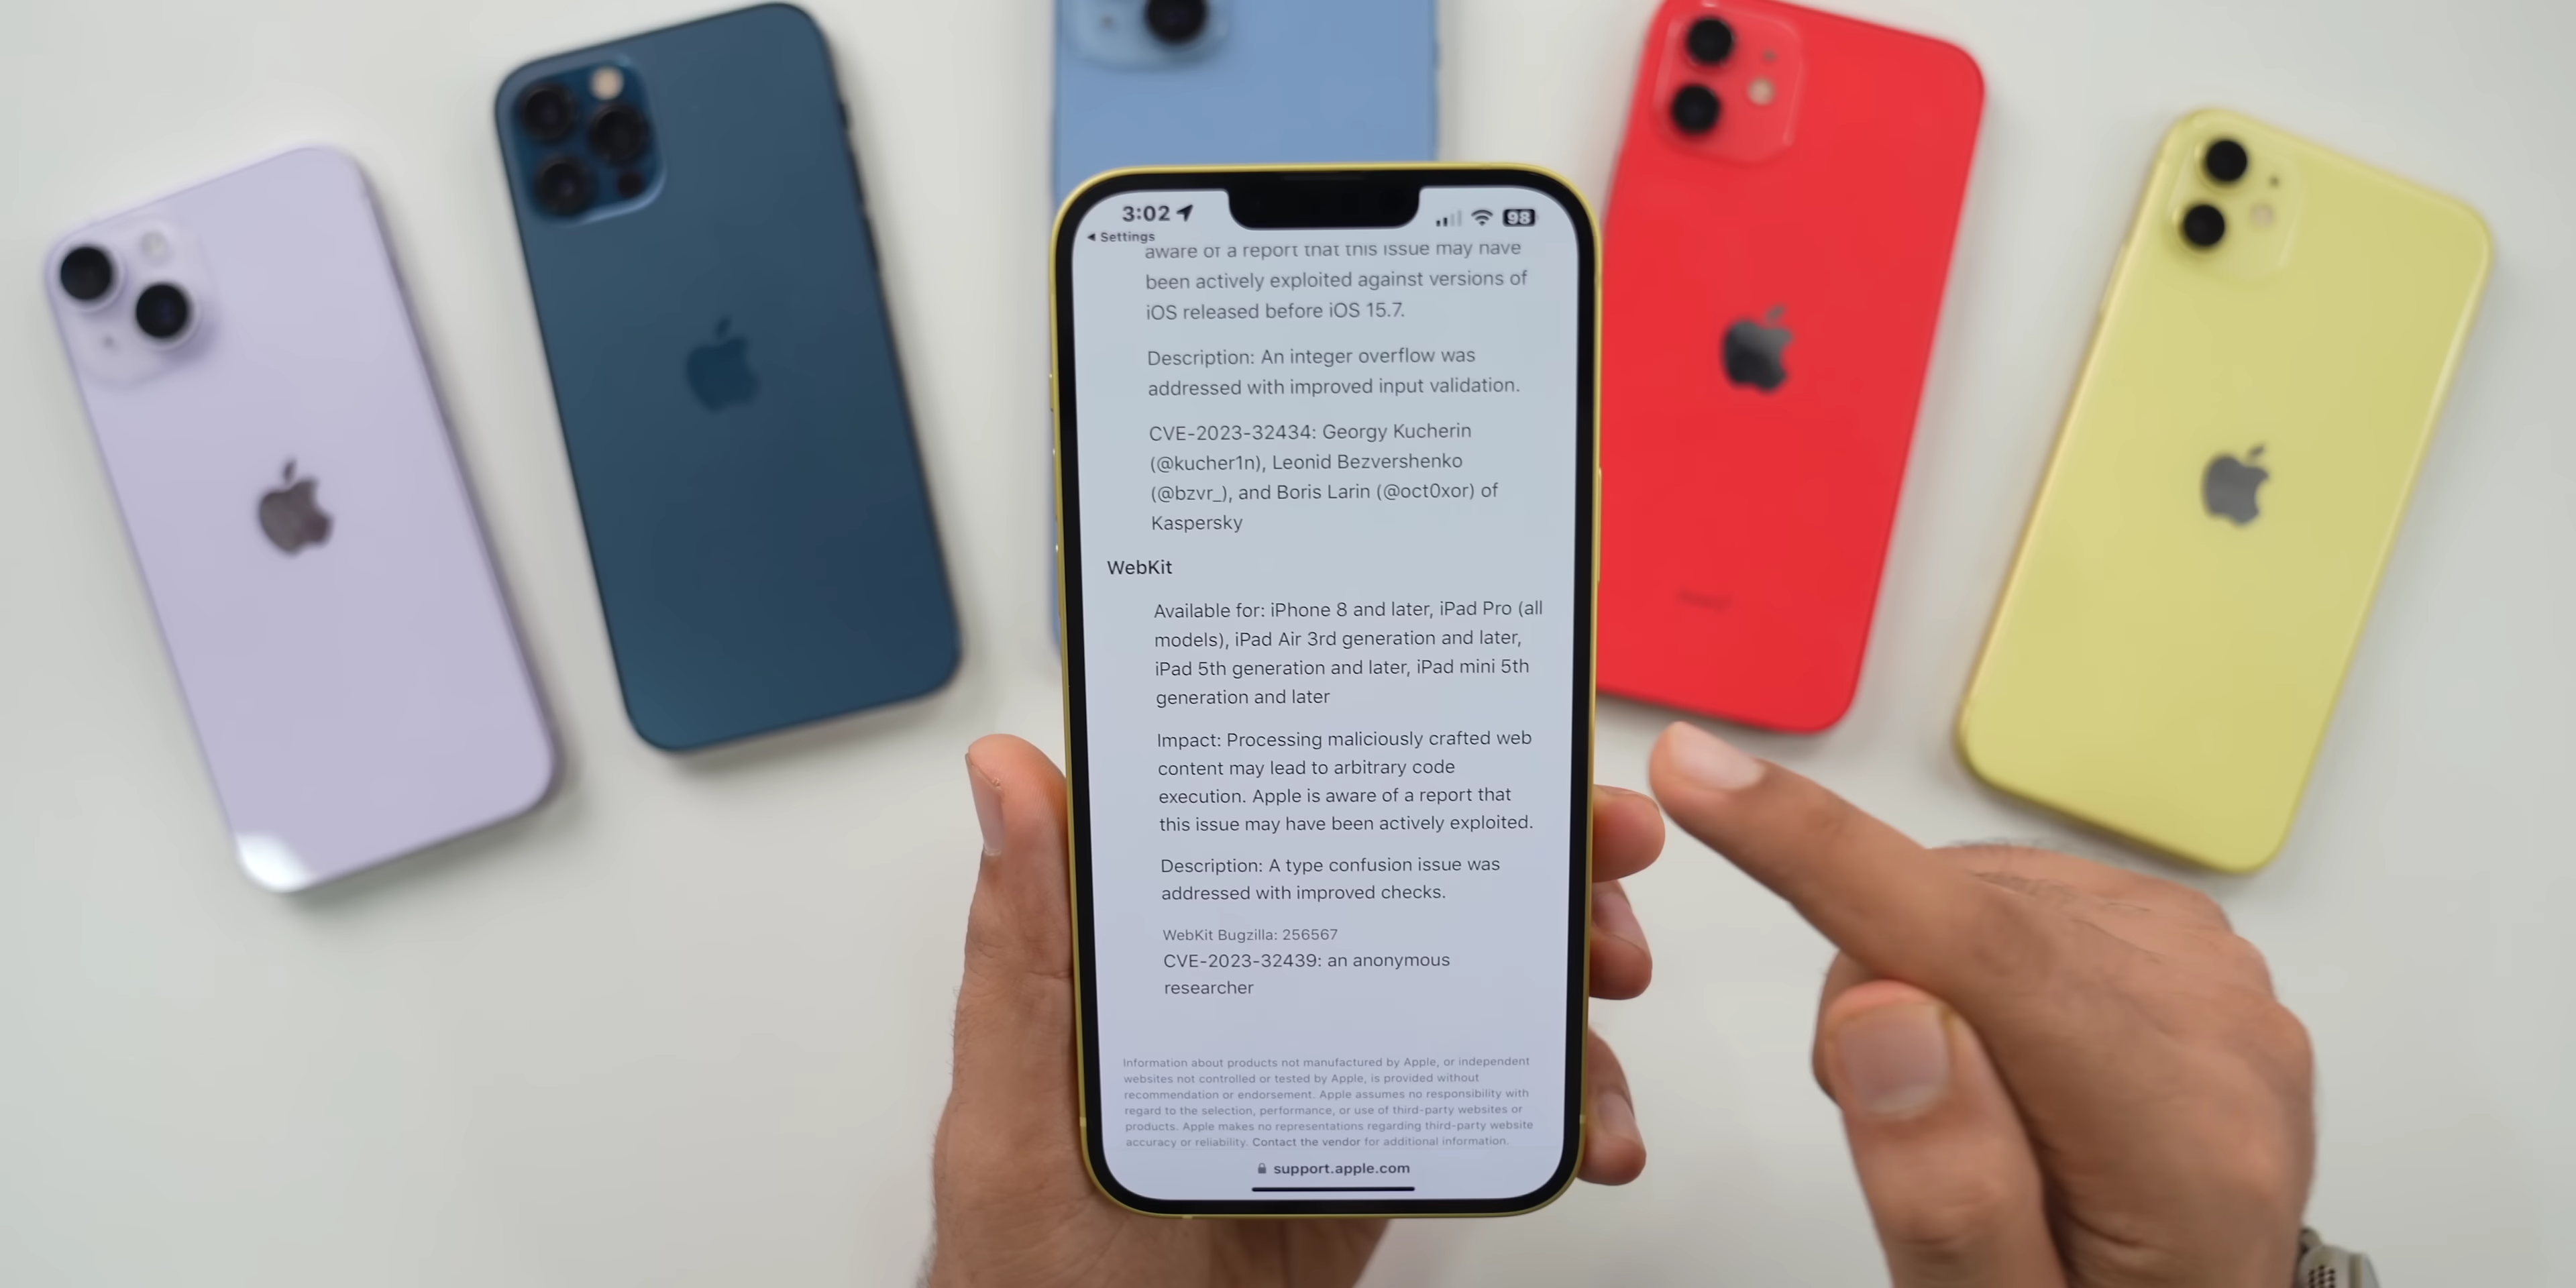 3:02
98
◀ Settings
aware of a report that this issue may have
been actively exploited against versions of
iOS released before iOS 15.7.
Description: An integer overflow was
addressed with improved input validation.
CVE-2023-32434: Georgy Kucherin
(@kucher1n), Leonid Bezvershenko
(@bzvr_), and Boris Larin (@oct0xor) of
Kaspersky
WebKit
Available for: iPhone 8 and later, iPad Pro (all
models), iPad Air 3rd generation and later,
iPad 5th generation and later, iPad mini 5th
generation and later
Impact: Processing maliciously crafted web
content may lead to arbitrary code
execution. Apple is aware of a report that
this issue may have been actively exploited.
Description: A type confusion issue was
addressed with improved checks.
WebKit Bugzilla: 256567
CVE-2023-32439: an anonymous
researcher
Information about products not manufactured by Apple, or independent
websites not controlled or tested by Apple, is provided without
recommendation or endorsement. Apple assumes no responsibility with
regard to the selection, performance, or use of third-party websites or
products. Apple makes no representations regarding third-party website
accuracy or reliability. Contact the vendor for additional information.
support.apple.com